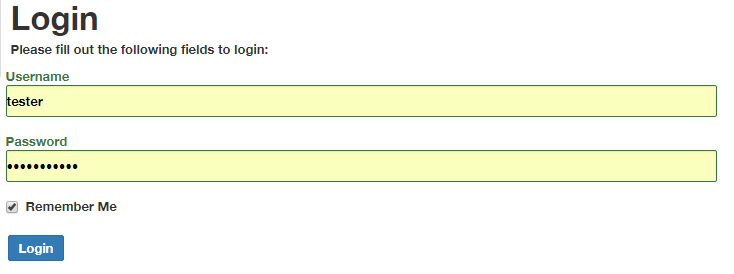 Login
Please fill out the following fields to login:
Username
tester
Password
•••••••••••
Remember Me
Login